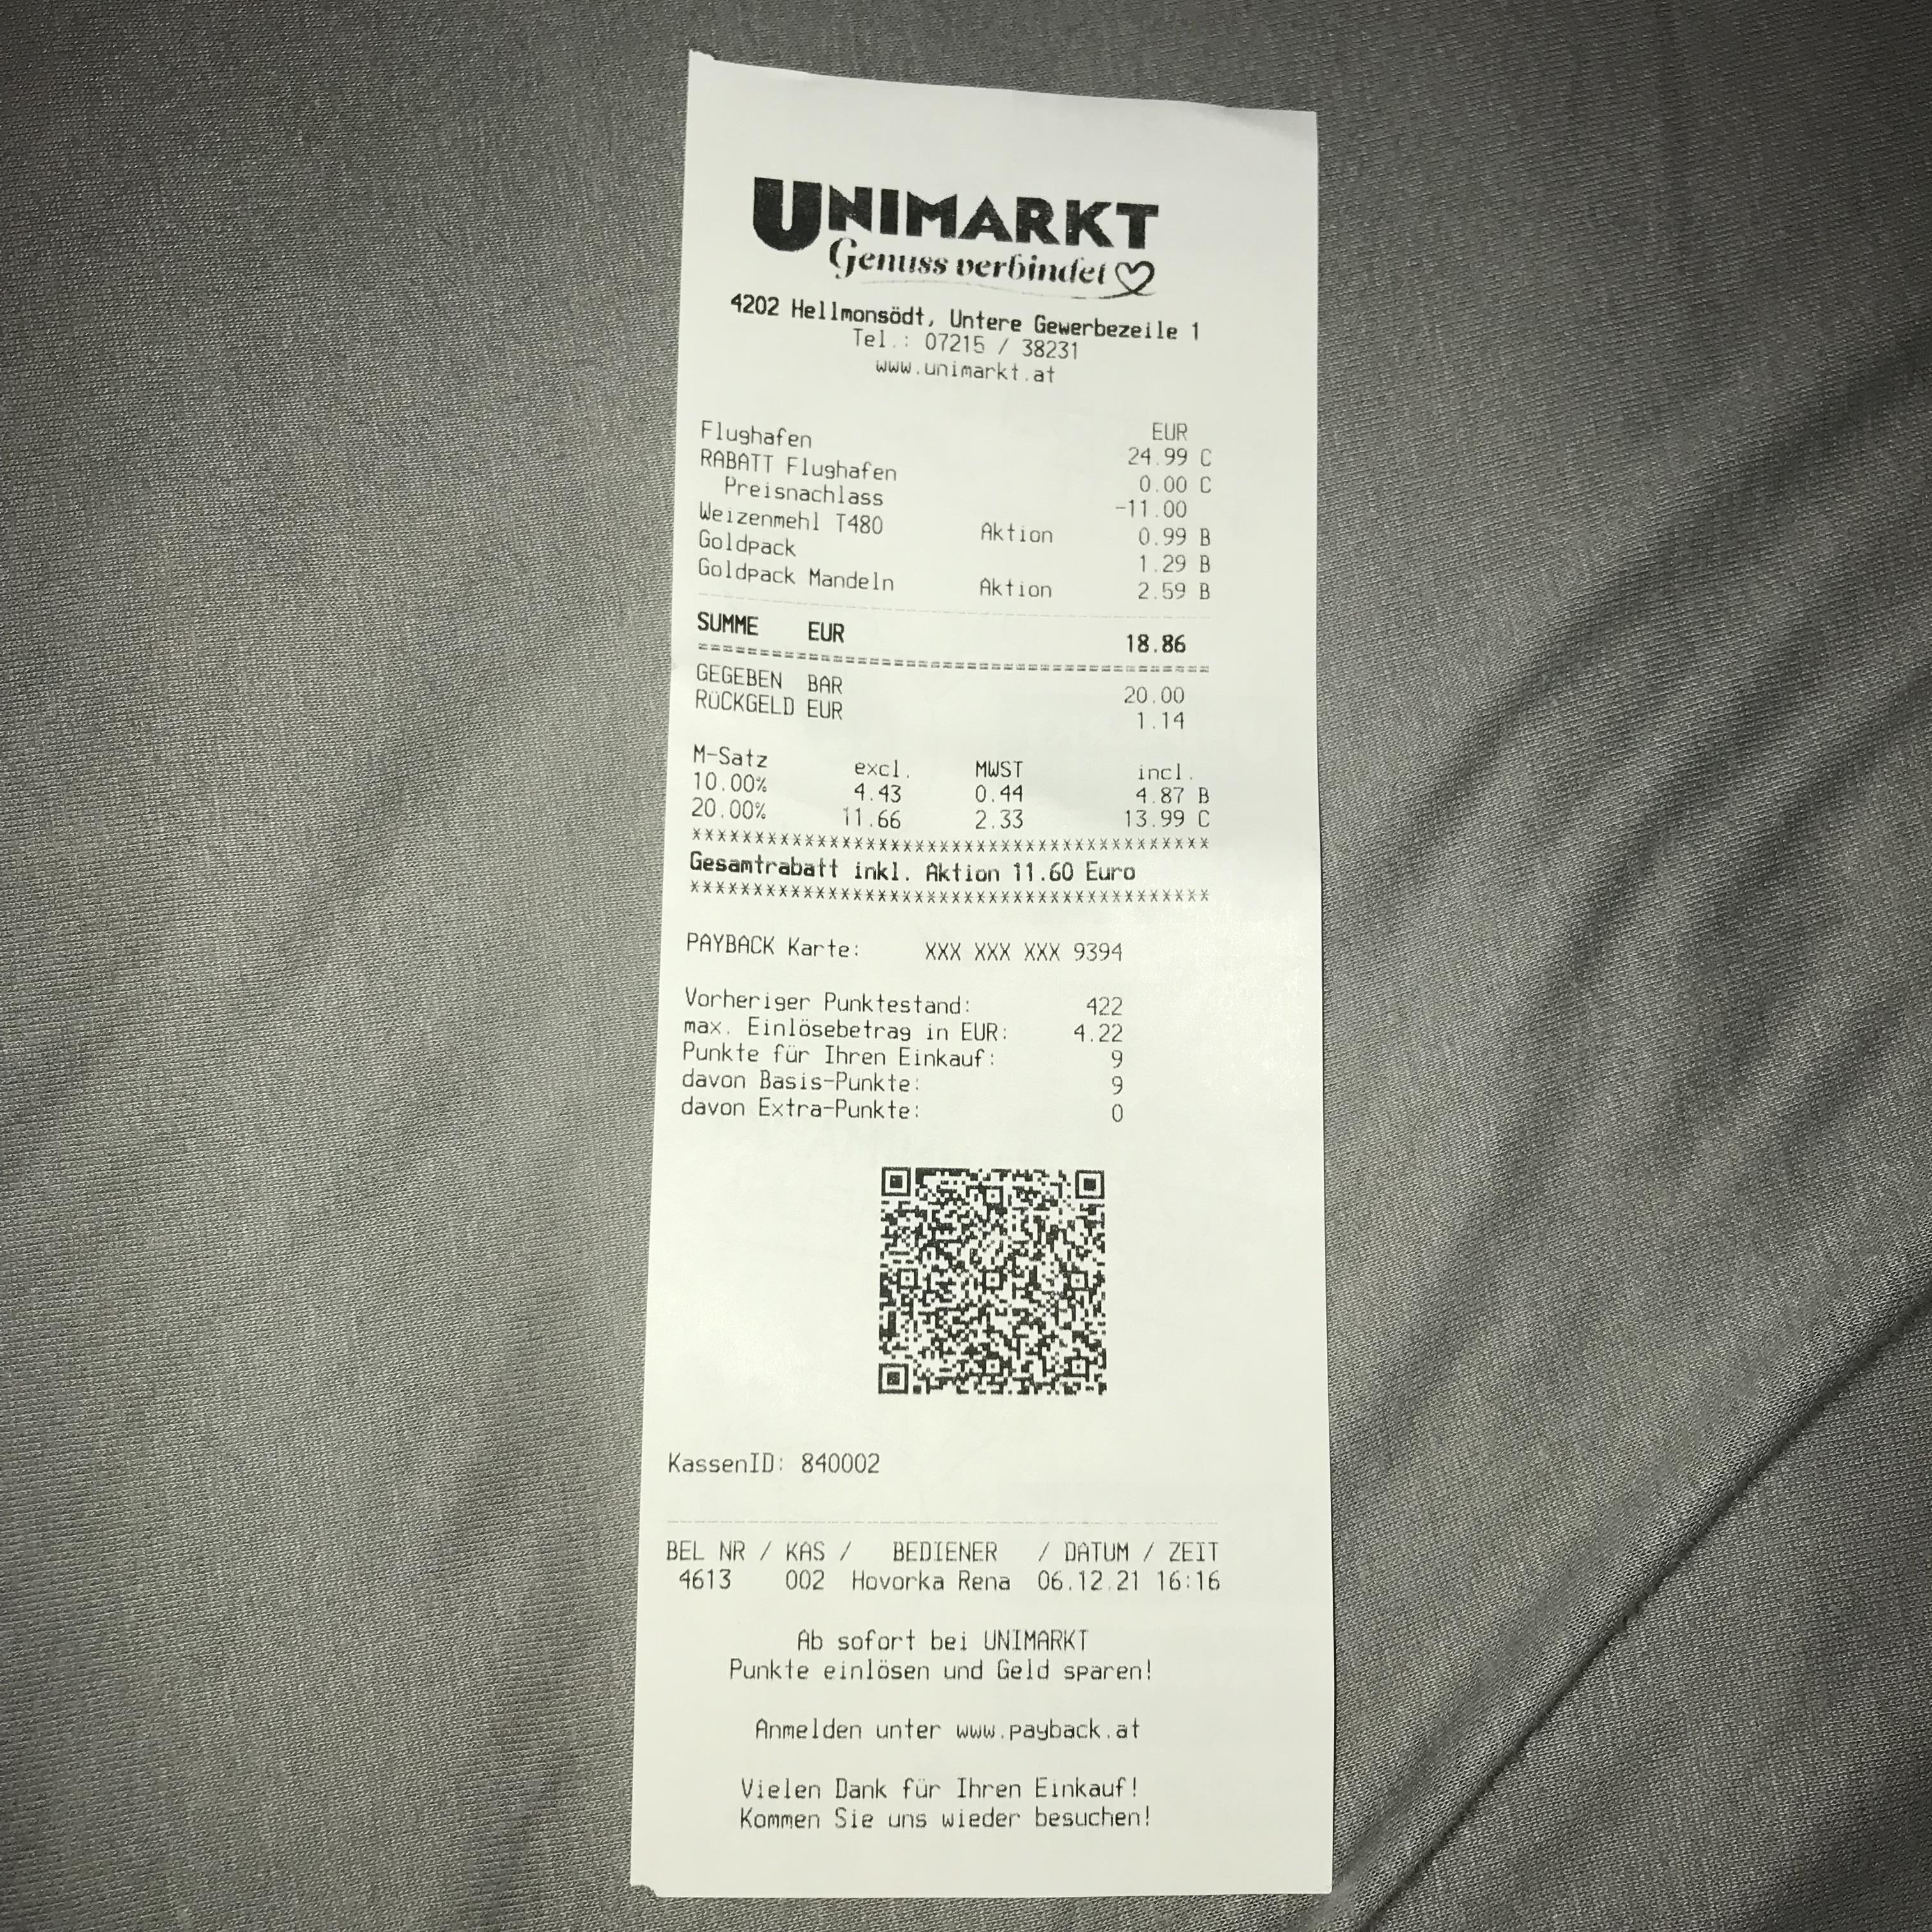 UNIMARKT
Genuss verbindet
4202 Hellmonsödt, Untere Gewerbezeile 1
Tel.: 07215 / 38231
www.unimarkt.at
EUR
Flughafen 24.99 C
RABATT Flughafen 0.00 C
Preisnachlass -11.00
Weizenmehl T480 Aktion 0.99 B
Goldpack 1.29 B
Goldpack Mandeln Aktion 2.59 B
SUMME EUR 18.86
========================================
GEGEBEN BAR 20.00
RÜCKGELD EUR 1.14
M-Satz excl. MWST incl.
10.00% 4.43 0.44 4.87 B
20.00% 11.66 2.33 13.99 C
******************************************
Gesamtrabatt inkl. Aktion 11.60 Euro
******************************************
PAYBACK Karte: XXX XXX XXX 9394
Vorheriger Punktestand: 422
max. Einlösebetrag in EUR: 4.22
Punkte für Ihren Einkauf: 9
davon Basis-Punkte: 9
davon Extra-Punkte: 0
KassenID: 840002
BEL NR / KAS / BEDIENER / DATUM / ZEIT
4613 002 Hovorka Rena 06.12.21 16:16
Ab sofort bei UNIMARKT
Punkte einlösen und Geld sparen!
Anmelden unter www.payback.at
Vielen Dank für Ihren Einkauf!
Kommen Sie uns wieder besuchen!